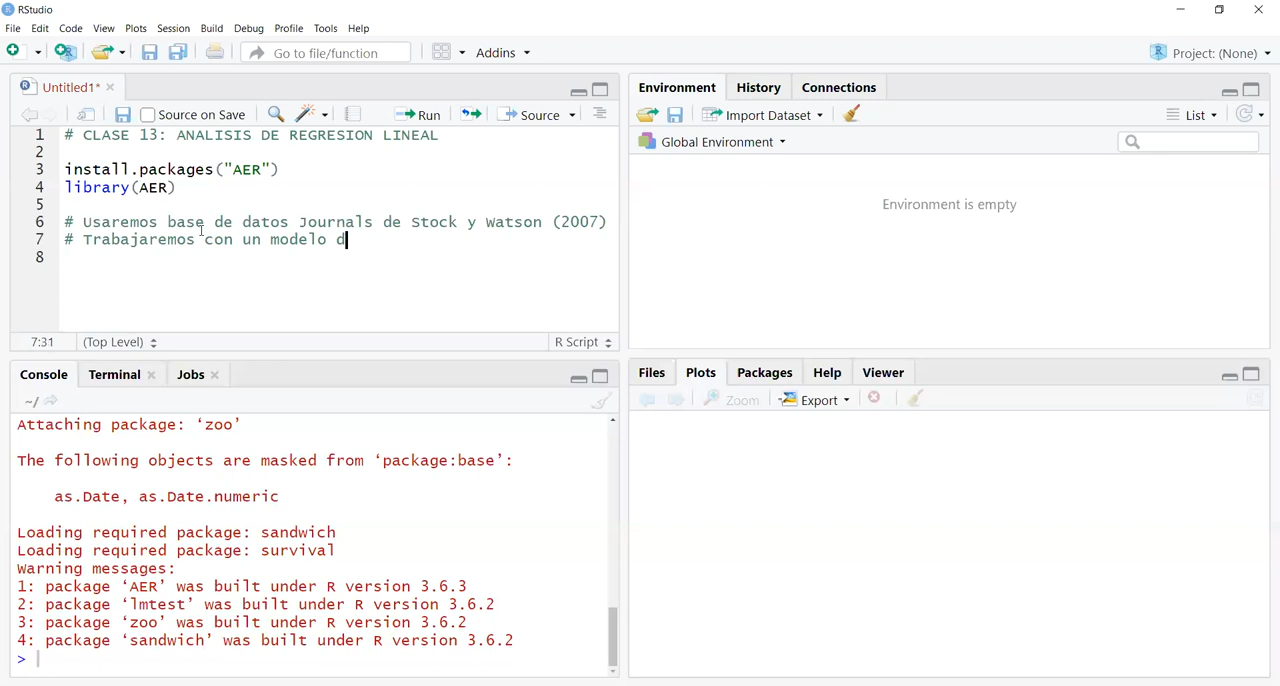 RStudio
File Edit Code View Plots Session Build Debug Profile Tools Help
Go to file/function Addins Project: (None)
Untitled1*
Source on Save Run Source
1 # CLASE 13: ANALISIS DE REGRESION LINEAL
2
3 install.packages("AER")
4 library(AER)
5
6 # Usaremos base de datos Journals de Stock y Watson (2007)
7 # Trabajaremos con un modelo d
8
7:31 (Top Level) R Script
Console Terminal Jobs
~/
Attaching package: ‘zoo’
The following objects are masked from ‘package:base’:
as.Date, as.Date.numeric
Loading required package: sandwich
Loading required package: survival
Warning messages:
1: package ‘AER’ was built under R version 3.6.3
2: package ‘lmtest’ was built under R version 3.6.2
3: package ‘zoo’ was built under R version 3.6.2
4: package ‘sandwich’ was built under R version 3.6.2
>
Environment History Connections
Import Dataset List
Global Environment
Environment is empty
Files Plots Packages Help Viewer
Zoom Export